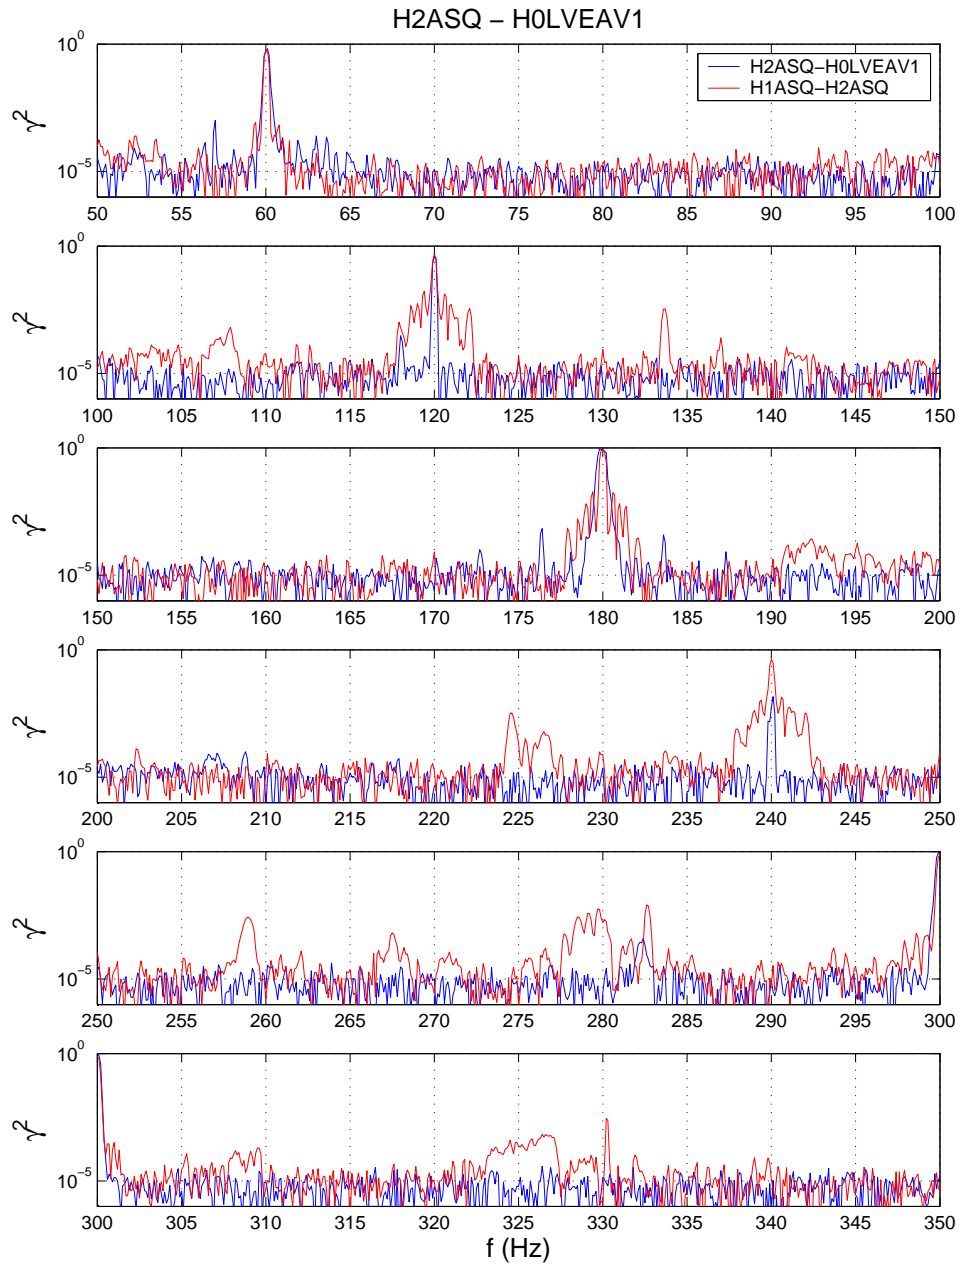 H2ASQ – H0LVEAV1
10^0
H2ASQ–H0LVEAV1
H1ASQ–H2ASQ
γ^2
10^-5
50 55 60 65 70 75 80 85 90 95 100
10^0
γ^2
10^-5
100 105 110 115 120 125 130 135 140 145 150
10^0
γ^2
10^-5
150 155 160 165 170 175 180 185 190 195 200
10^0
γ^2
10^-5
200 205 210 215 220 225 230 235 240 245 250
10^0
γ^2
10^-5
250 255 260 265 270 275 280 285 290 295 300
10^0
γ^2
10^-5
300 305 310 315 320 325 330 335 340 345 350
f (Hz)